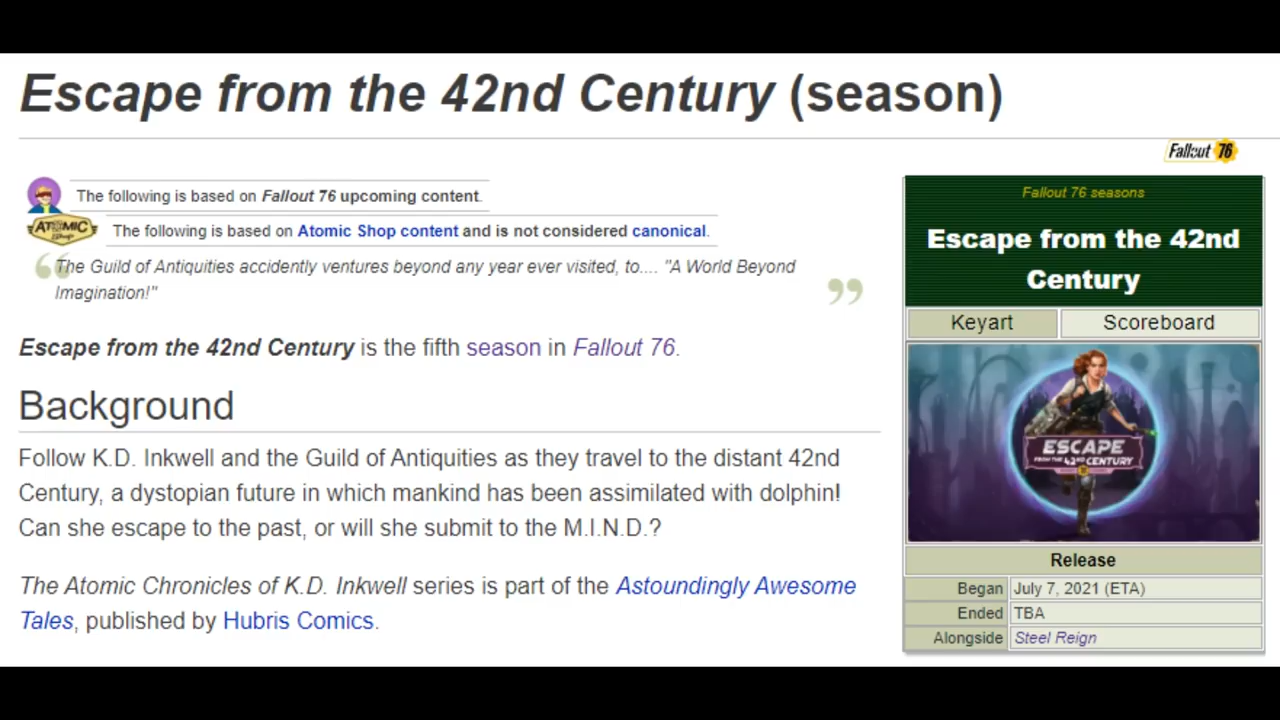 Escape from the 42nd Century (season)
Fallout 76
The following is based on Fallout 76 upcoming content.
ATOMIC
Shop
The following is based on Atomic Shop content and is not considered canonical.
“The Guild of Antiquities accidently ventures beyond any year ever visited, to.... "A World Beyond
Imagination!" ”
Escape from the 42nd Century is the fifth season in Fallout 76.
Background
Follow K.D. Inkwell and the Guild of Antiquities as they travel to the distant 42nd
Century, a dystopian future in which mankind has been assimilated with dolphin!
Can she escape to the past, or will she submit to the M.I.N.D.?
The Atomic Chronicles of K.D. Inkwell series is part of the Astoundingly Awesome
Tales, published by Hubris Comics.
Fallout 76 seasons
Escape from the 42nd
Century
Keyart Scoreboard
ESCAPE
FROM THE 42ND CENTURY
Release
Began July 7, 2021 (ETA)
Ended TBA
Alongside Steel Reign